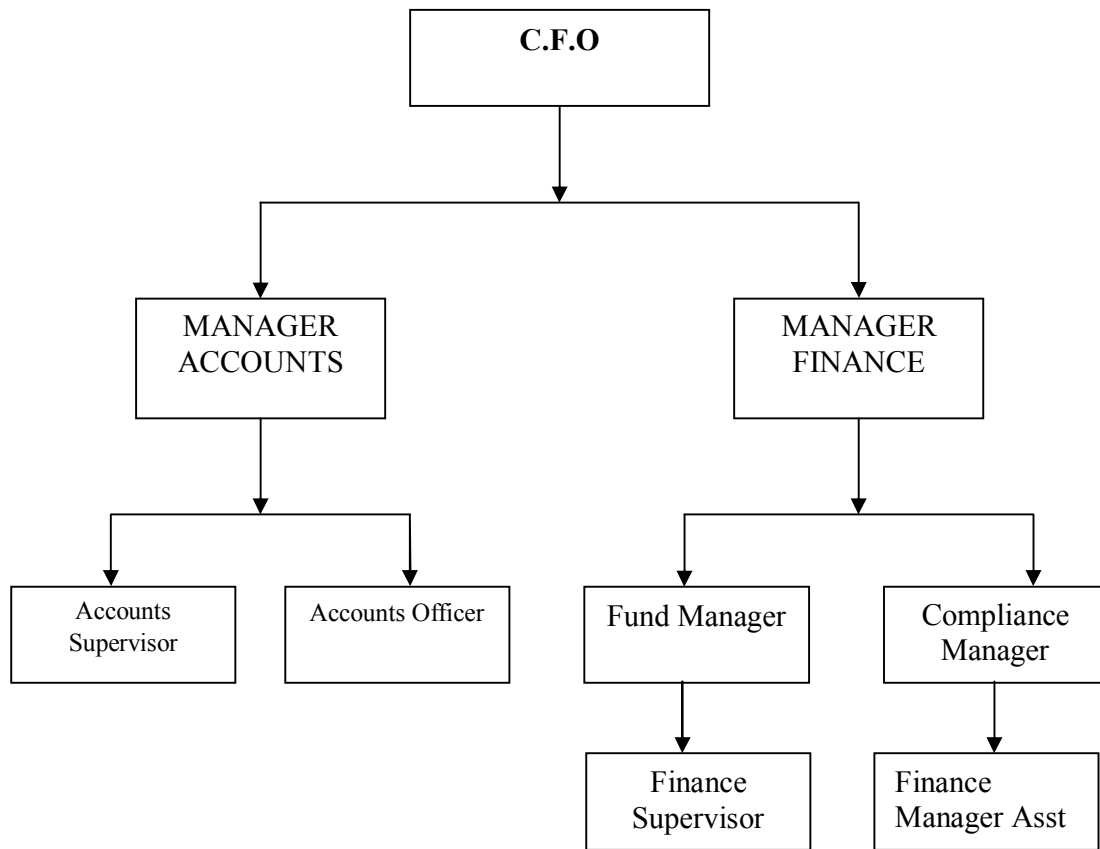 C.F.O
MANAGER
ACCOUNTS
MANAGER
FINANCE
Accounts
Supervisor
Accounts Officer
Fund Manager
Compliance
Manager
Finance
Supervisor
Finance
Manager Asst